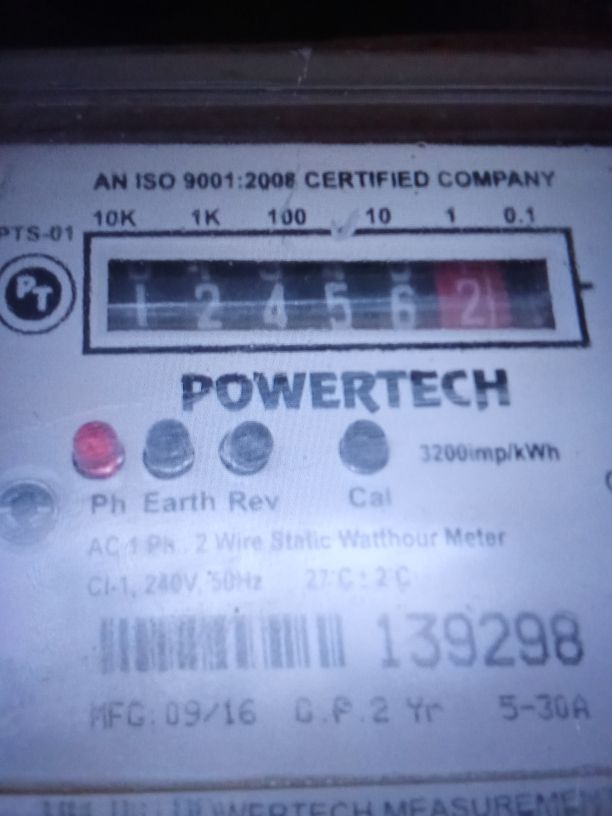 AN ISO 9001:2008 CERTIFIED COMPANY
10K 1K 100 10 1 0.1
PTS-01
PT
1 2 4 5 6 2
POWERTECH
3200imp/kWh
Ph Earth Rev Cal
AC 1 Ph. 2 Wire Static Watthour Meter
Cl-1, 240V, 50Hz 27°C±2°C
139298
MFG:09/16 G.P.2 Yr 5-30A
POWERTECH MEASUREMENT